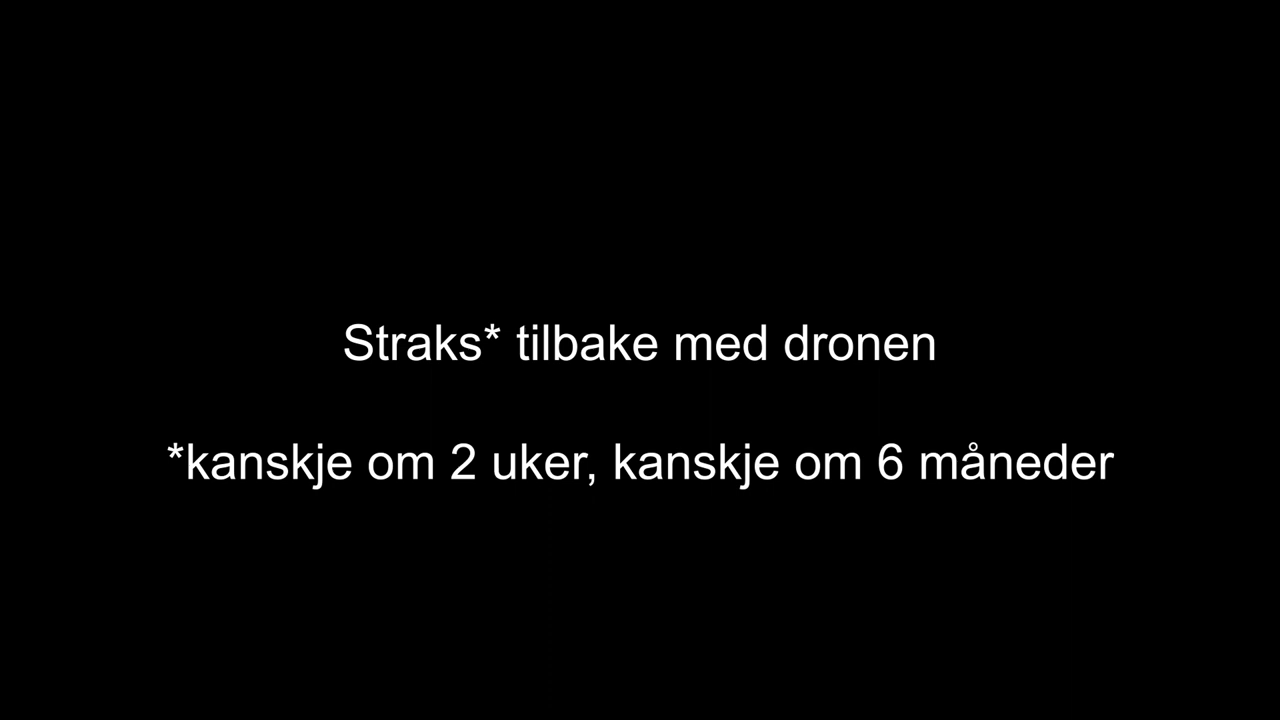 Straks* tilbake med dronen
*kanskje om 2 uker, kanskje om 6 måneder